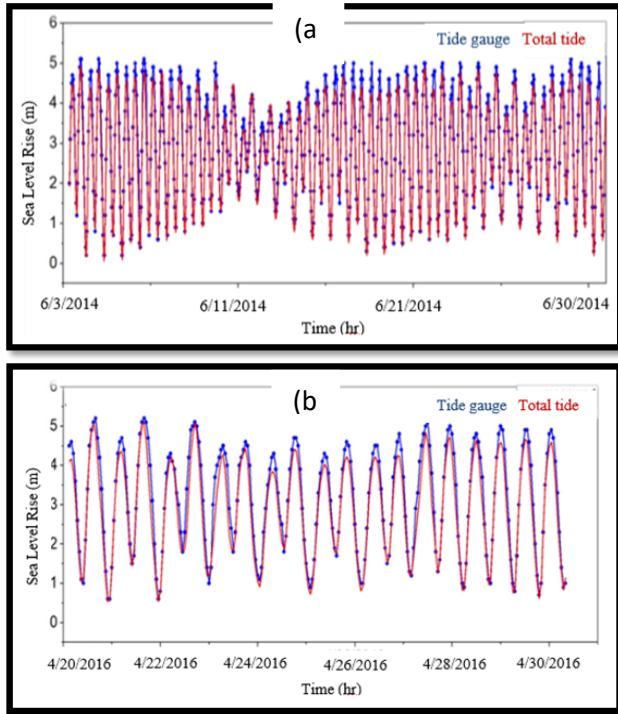 (a
Tide gauge Total tide
Sea Level Rise (m)
6
5
4
3
2
1
0
6/3/2014 6/11/2014 6/21/2014 6/30/2014
Time (hr)
(b
Tide gauge Total tide
Sea Level Rise (m)
6
5
4
3
2
1
0
4/20/2016 4/22/2016 4/24/2016 4/26/2016 4/28/2016 4/30/2016
Time (hr)